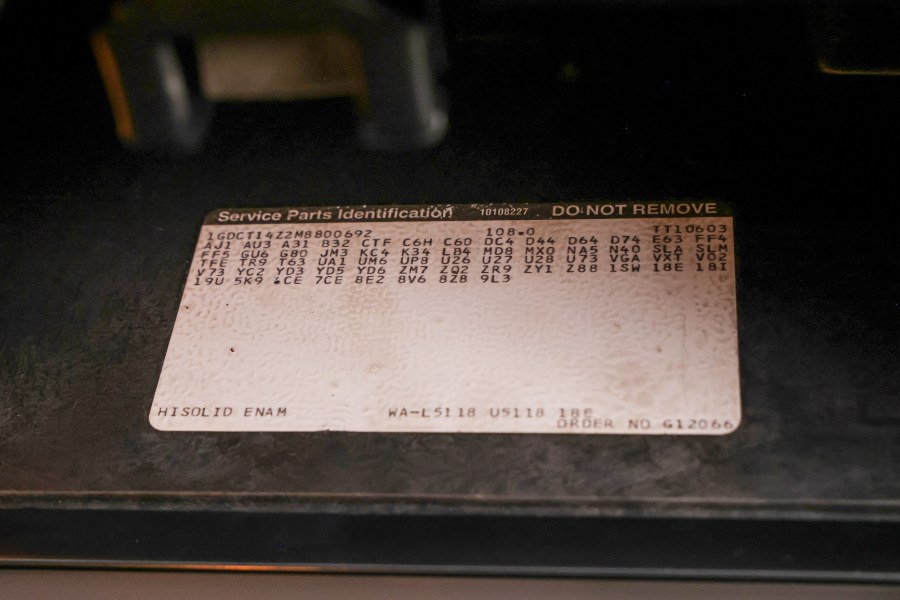 Service Parts Identification 10108227 DO NOT REMOVE
1GDCT14Z2M8800692 108.0 TT10603
AJ1 AU3 A31 B32 CTF C6H C60 DC4 D44 D64 D74 E63 FF4
FF5 GU6 G80 JM3 KC4 K34 LB4 MD8 MX0 NA5 N40 SLA SLM
TFE TR9 T63 UA1 UM6 UP8 U26 U27 U28 U73 VGA VXT V02
V73 YC2 YD3 YD5 YD6 ZM7 ZQ2 ZR9 ZY1 Z88 1SW 18E 18I
19U 5K9 CE 7CE 8E2 8V6 8Z8 9L3
HISOLID ENAM WA-L5118 U5118 18E
ORDER NO G12066